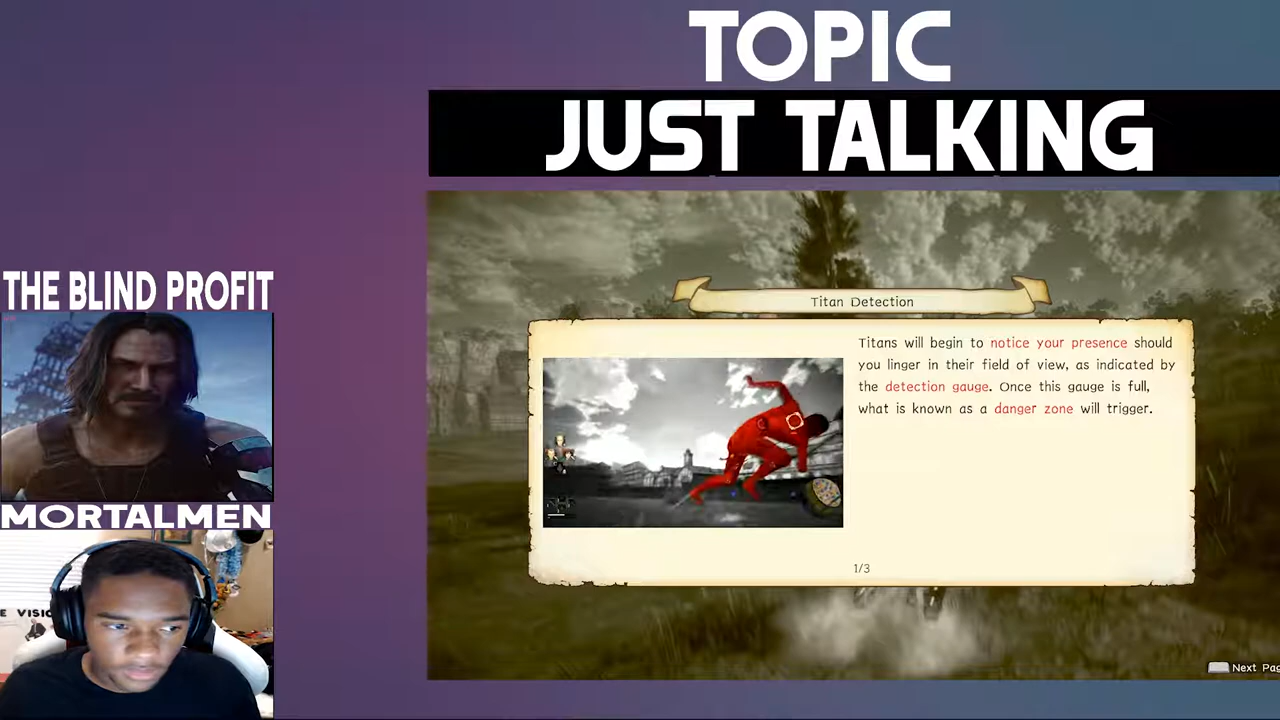 TOPIC
JUST TALKING
THE BLIND PROFIT
Titan Detection
Titans will begin to notice your presence should
you linger in their field of view, as indicated by
the detection gauge. Once this gauge is full,
what is known as a danger zone will trigger.
MORTALMEN
1/3
E VISIO
Next Pag